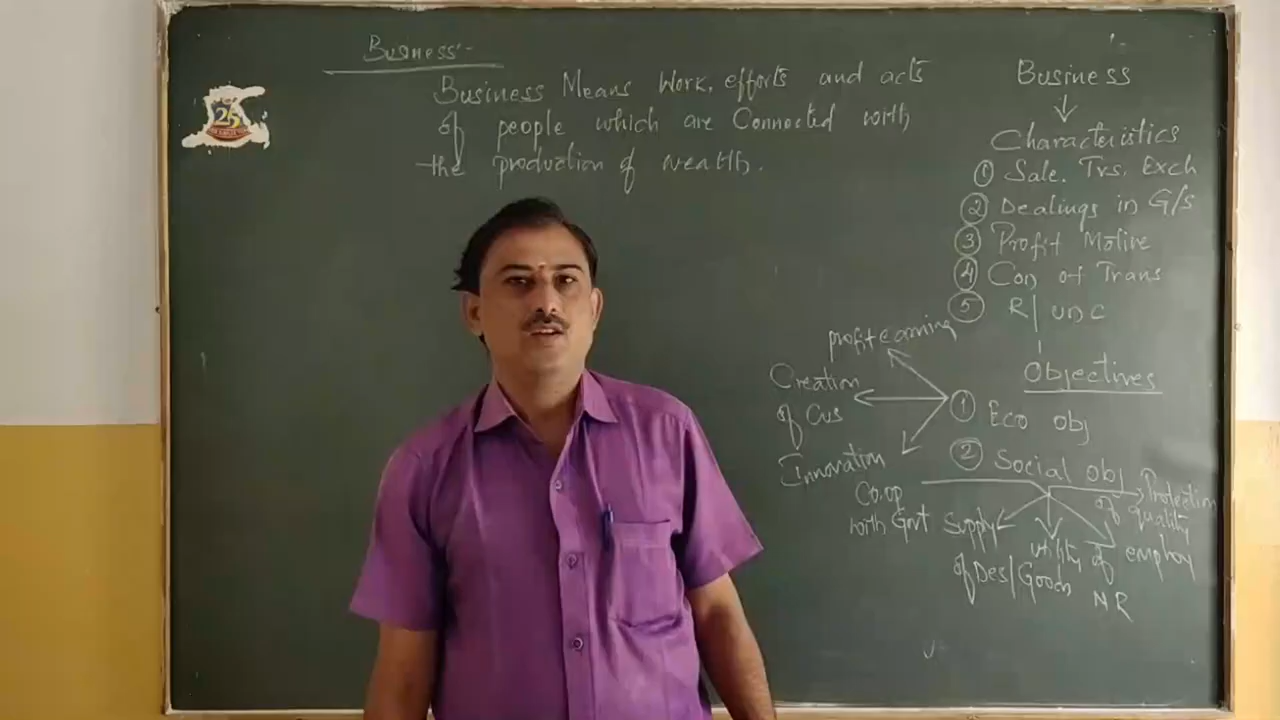 Business:-
Business Means Work, efforts and acts
of people which are Connected with
the production of wealth.
25
Business
Characteristics
① Sale. Trs. Exch
② Dealings in G/s
③ Profit Motive
④ Con of Trans
⑤ R/ unc
Objectives
① Eco obj
profit earning
Creation
of Cus
Innovation
② Social obj
Co.op
with Govt
Supply
of Des/Goods
utility of
NR
employ
Protection
of quality